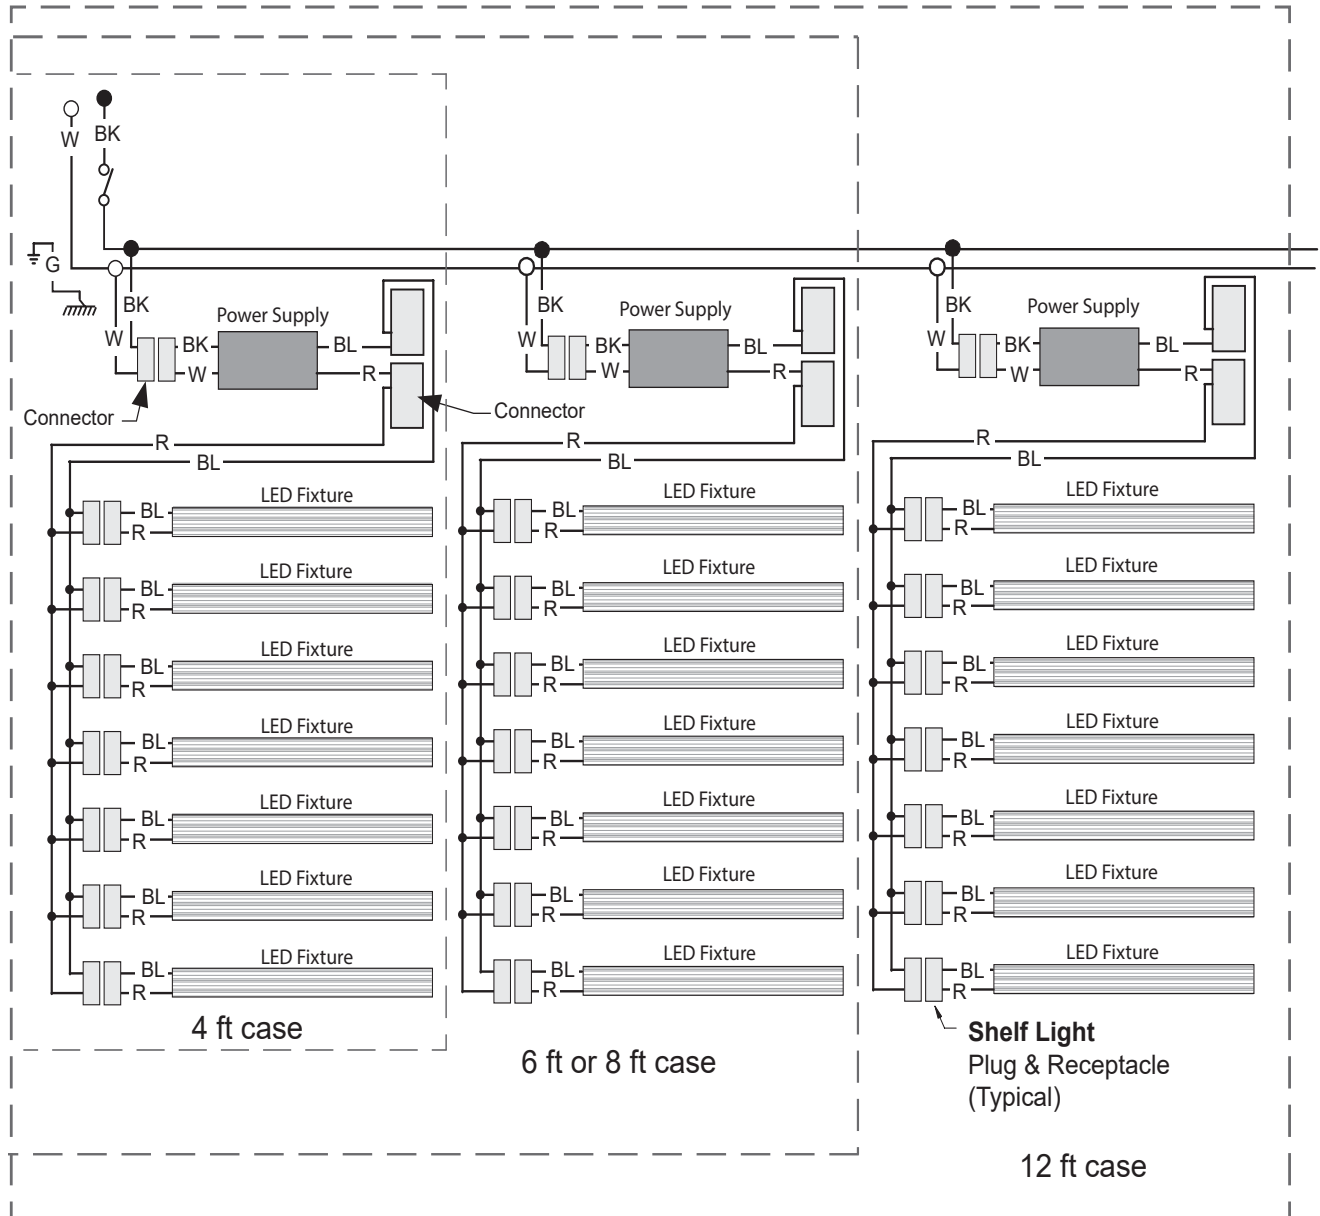 W BK
G
BK
W
Power Supply
BK BL
W R
Connector
Connector
R
BL
LED Fixture
BL
R
LED Fixture
BL
R
LED Fixture
BL
R
LED Fixture
BL
R
LED Fixture
BL
R
LED Fixture
BL
R
LED Fixture
BL
R
4 ft case
BK
W
Power Supply
BK BL
W R
R
BL
LED Fixture
BL
R
LED Fixture
BL
R
LED Fixture
BL
R
LED Fixture
BL
R
LED Fixture
BL
R
LED Fixture
BL
R
LED Fixture
BL
R
6 ft or 8 ft case
BK
W
Power Supply
BK BL
W R
R
BL
LED Fixture
BL
R
LED Fixture
BL
R
LED Fixture
BL
R
LED Fixture
BL
R
LED Fixture
BL
R
LED Fixture
BL
R
LED Fixture
BL
R
Shelf Light
Plug & Receptacle
(Typical)
12 ft case